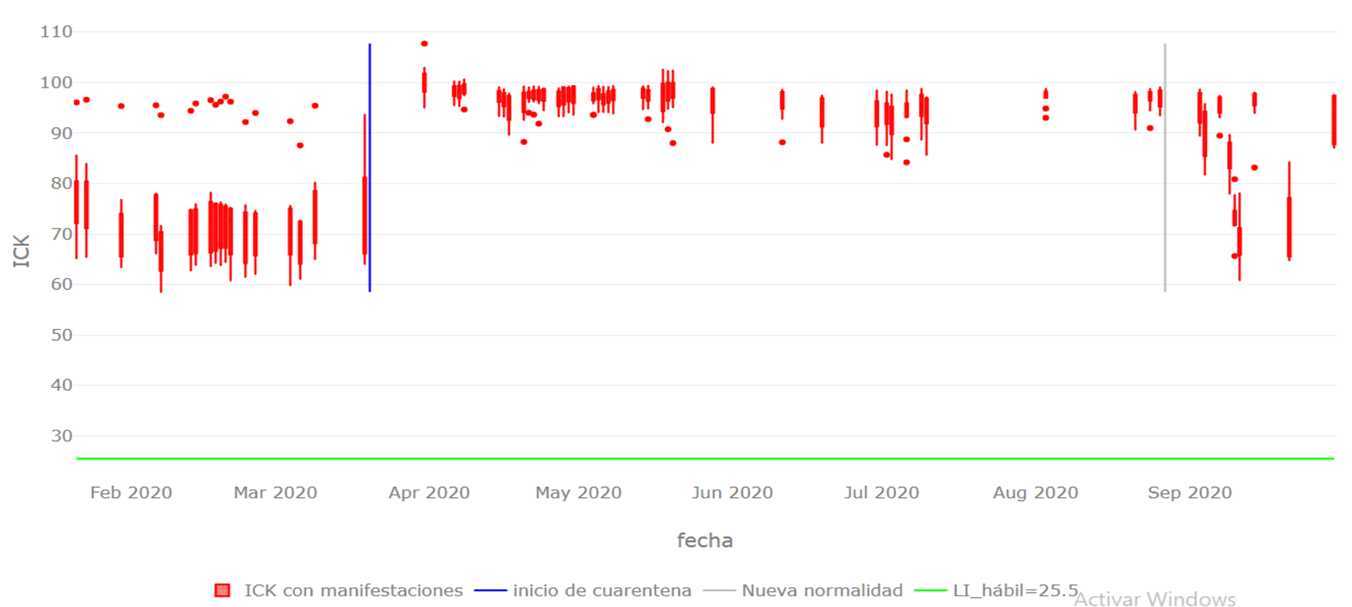 110
100
90
80
70
60
50
40
30
ICK
Feb 2020 Mar 2020 Apr 2020 May 2020 Jun 2020 Jul 2020 Aug 2020 Sep 2020
fecha
ICK con manifestaciones inicio de cuarentena Nueva normalidad LI_hábil=25.5
Activar Windows